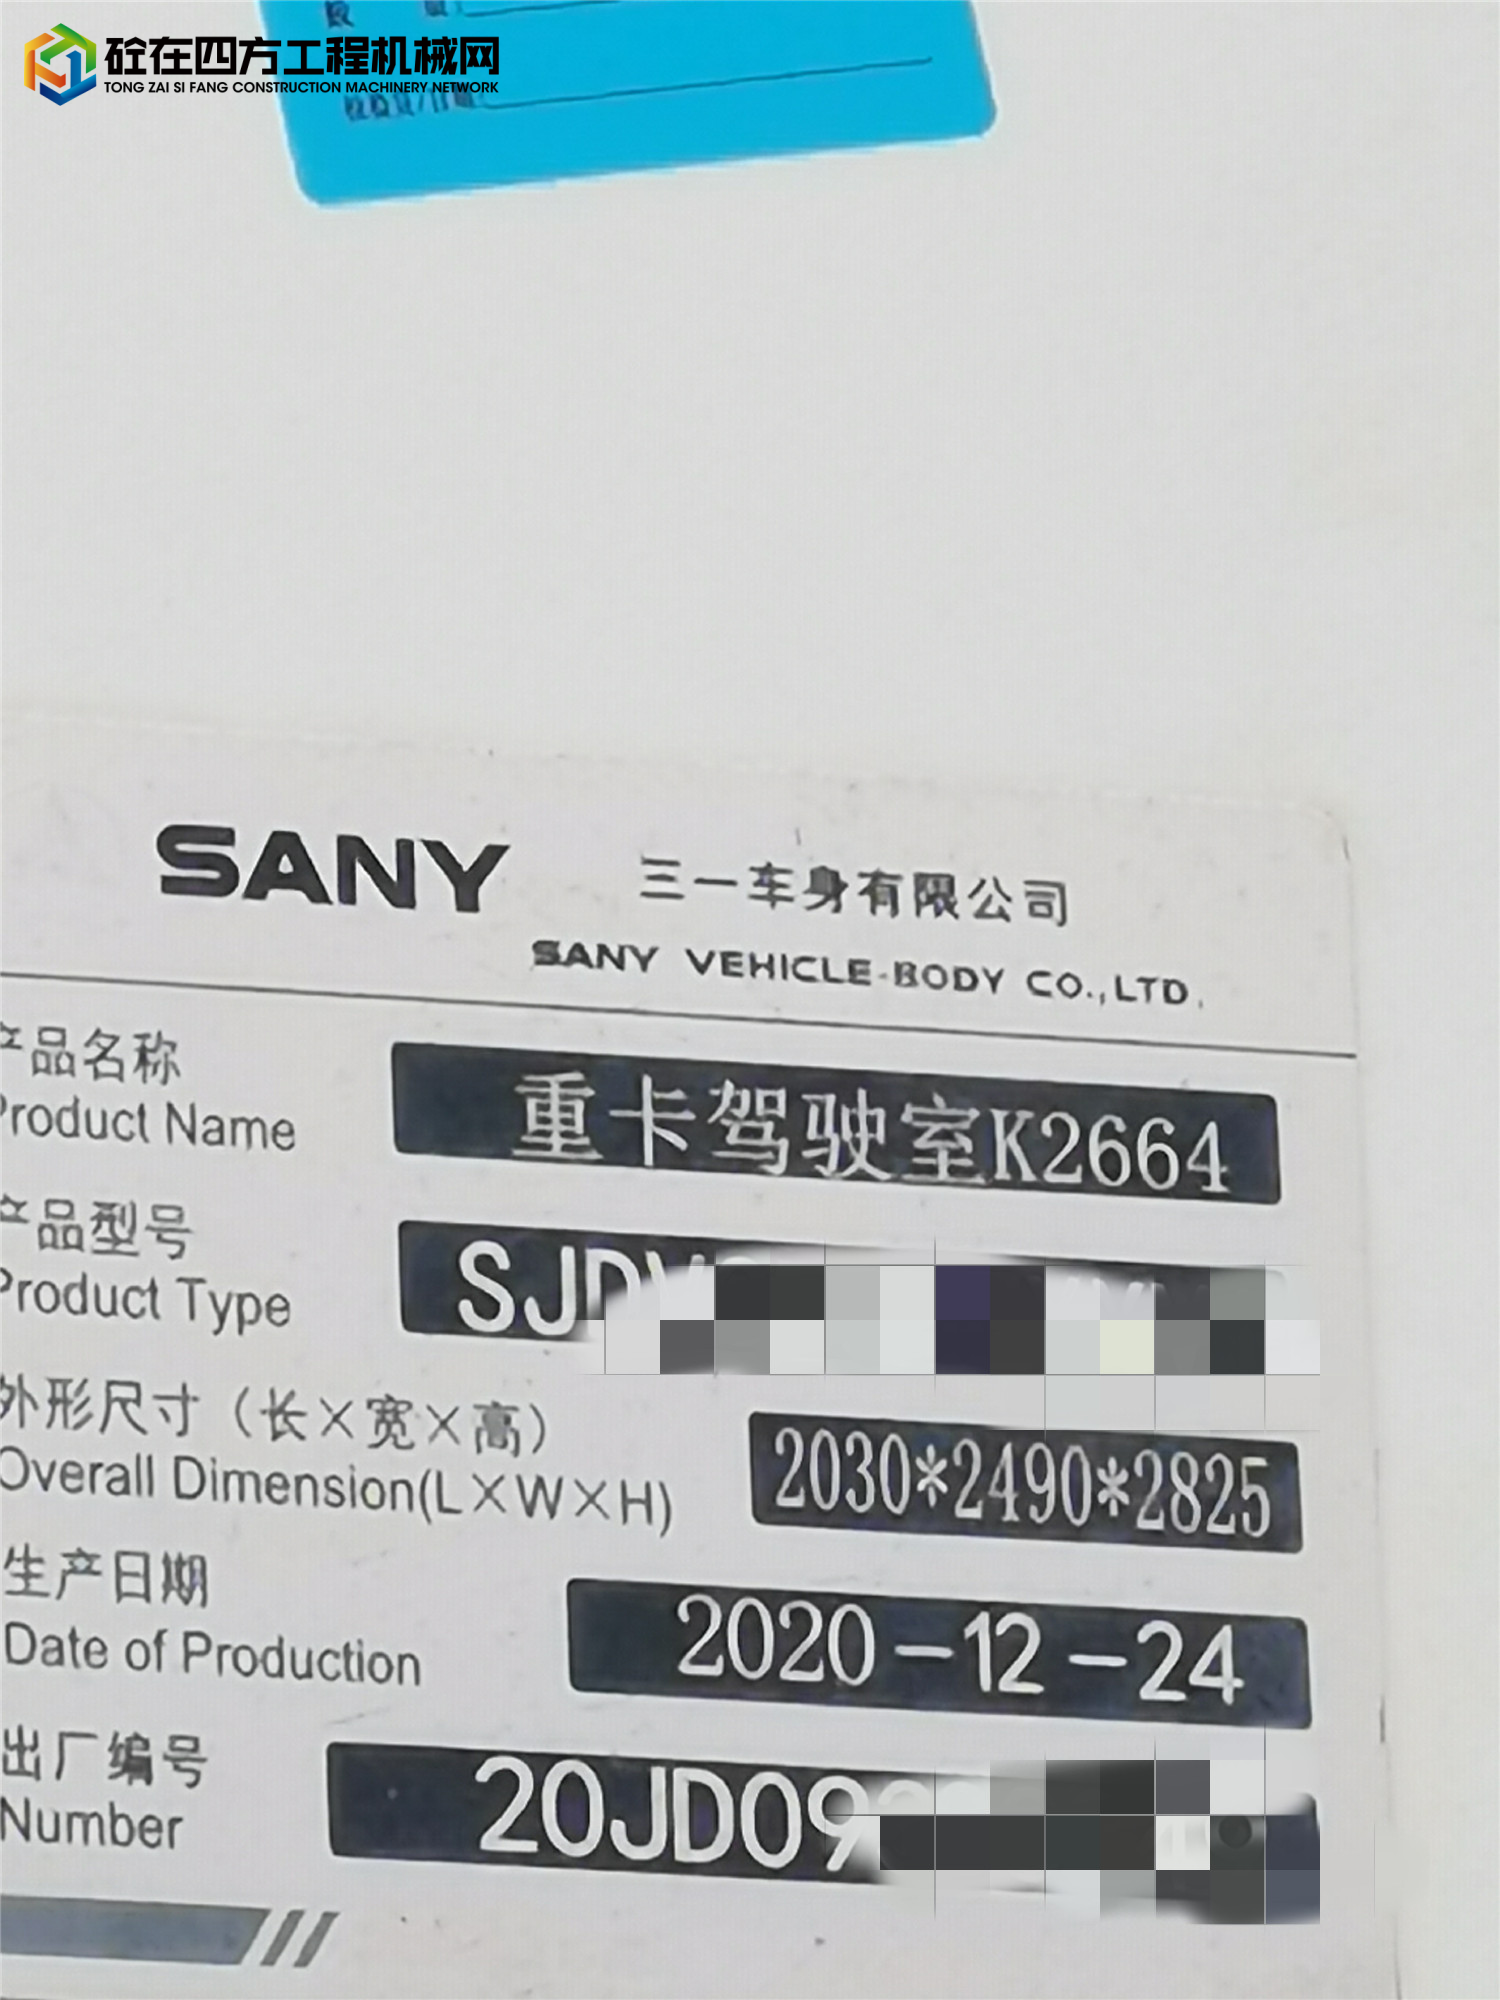 砼在四方工程机械网
TONG ZAI SI FANG CONSTRUCTION MACHINERY NETWORK
SANY 三一车身有限公司
SANY VEHICLE-BODY CO.,LTD.
产品名称
Product Name
重卡驾驶室K2664
产品型号
Product Type
SJD
外形尺寸（长×宽×高）
Overall Dimension(L×W×H)
2030*2490*2825
生产日期
Date of Production
2020-12-24
出厂编号
Number
20JD09